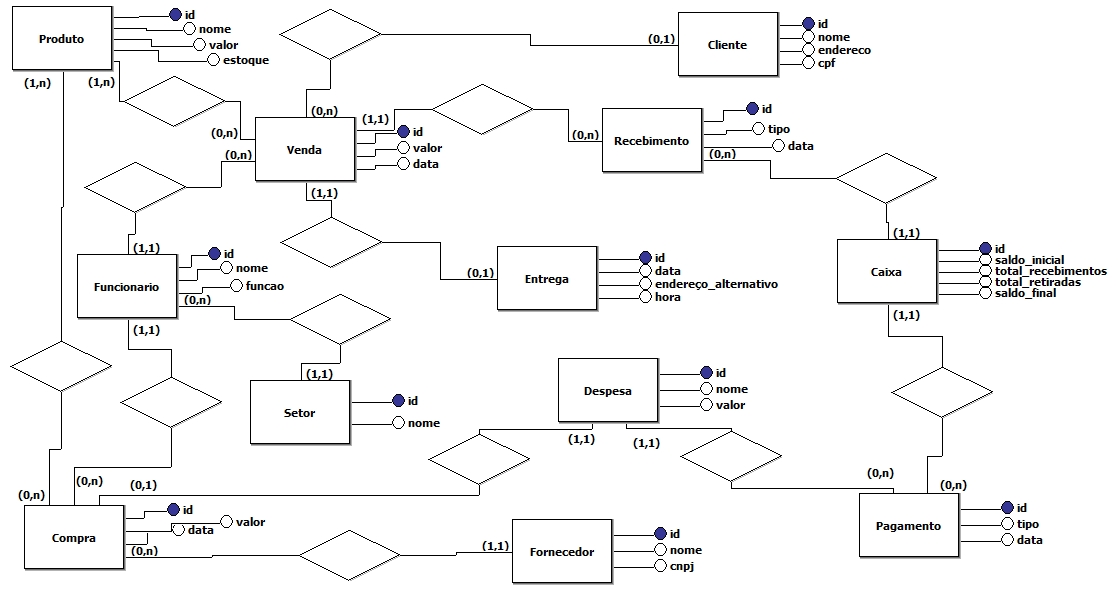 Produto
id
nome
valor
estoque
(1,n)
(1,n)
(0,1)
Cliente
id
nome
endereco
cpf
(0,n)
(0,n)
(1,1)
(0,n)
Venda
id
valor
data
(0,n)
Recebimento
id
tipo
data
(0,n)
(1,1)
(1,1)
Funcionario
id
nome
funcao
(0,n)
(1,1)
(0,1)
Entrega
id
data
endereço_alternativo
hora
(1,1)
Caixa
id
saldo_inicial
total_recebimentos
total_retiradas
saldo_final
(1,1)
(1,1)
Setor
id
nome
Despesa
id
nome
valor
(1,1)
(1,1)
(0,n)
(0,n)
(0,1)
(0,n)
(0,n)
Compra
id
valor
data
(0,n)
(1,1)
Fornecedor
id
nome
cnpj
Pagamento
id
tipo
data